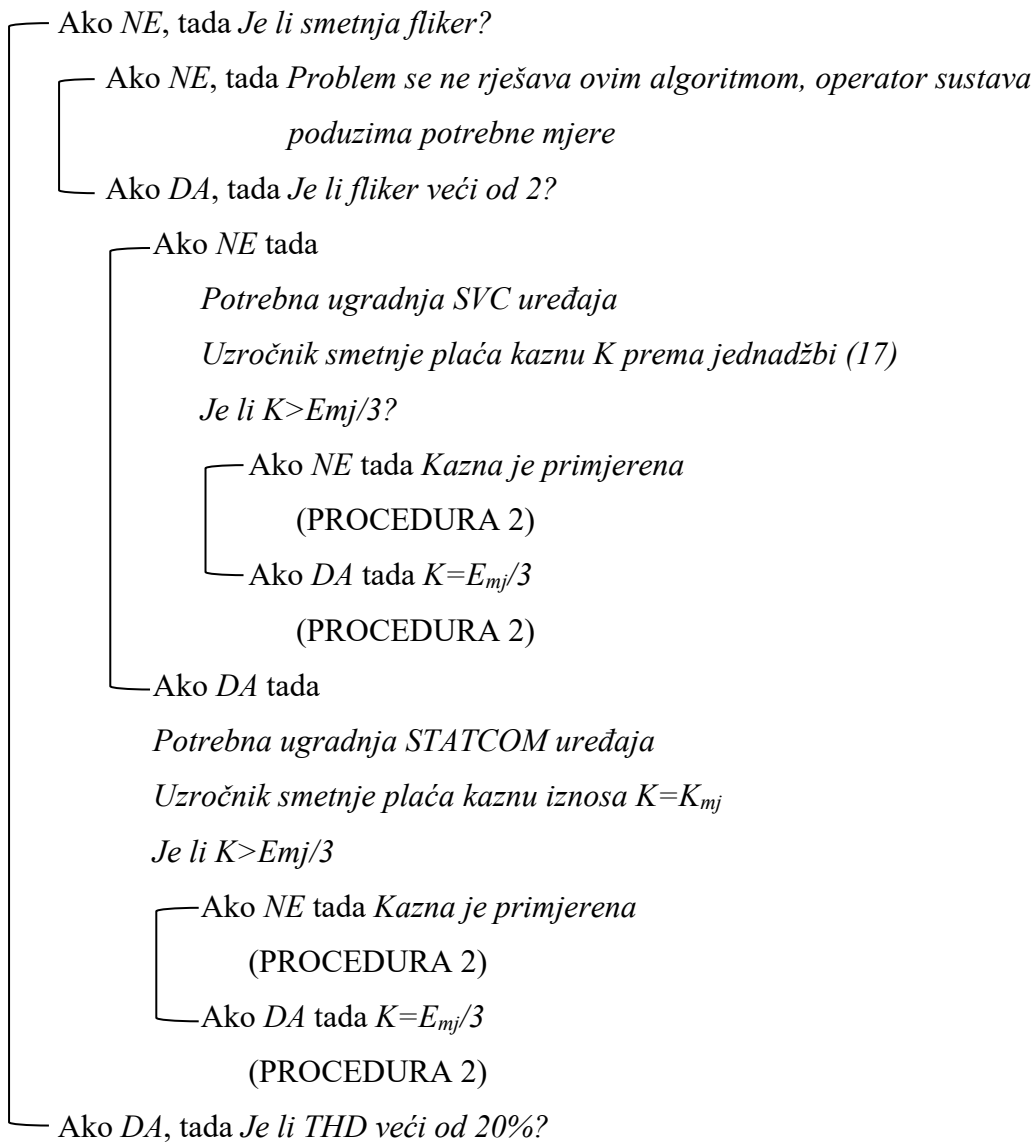 Ako NE, tada Je li smetnja fliker?
Ako NE, tada Problem se ne rješava ovim algoritmom, operator sustava
poduzima potrebne mjere
Ako DA, tada Je li fliker veći od 2?
Ako NE tada
Potrebna ugradnja SVC uređaja
Uzročnik smetnje plaća kaznu K prema jednadžbi (17)
Je li K>Emj/3?
Ako NE tada Kazna je primjerena
(PROCEDURA 2)
Ako DA tada K=Emj/3
(PROCEDURA 2)
Ako DA tada
Potrebna ugradnja STATCOM uređaja
Uzročnik smetnje plaća kaznu iznosa K=Kmj
Je li K>Emj/3
Ako NE tada Kazna je primjerena
(PROCEDURA 2)
Ako DA tada K=Emj/3
(PROCEDURA 2)
Ako DA, tada Je li THD veći od 20%?